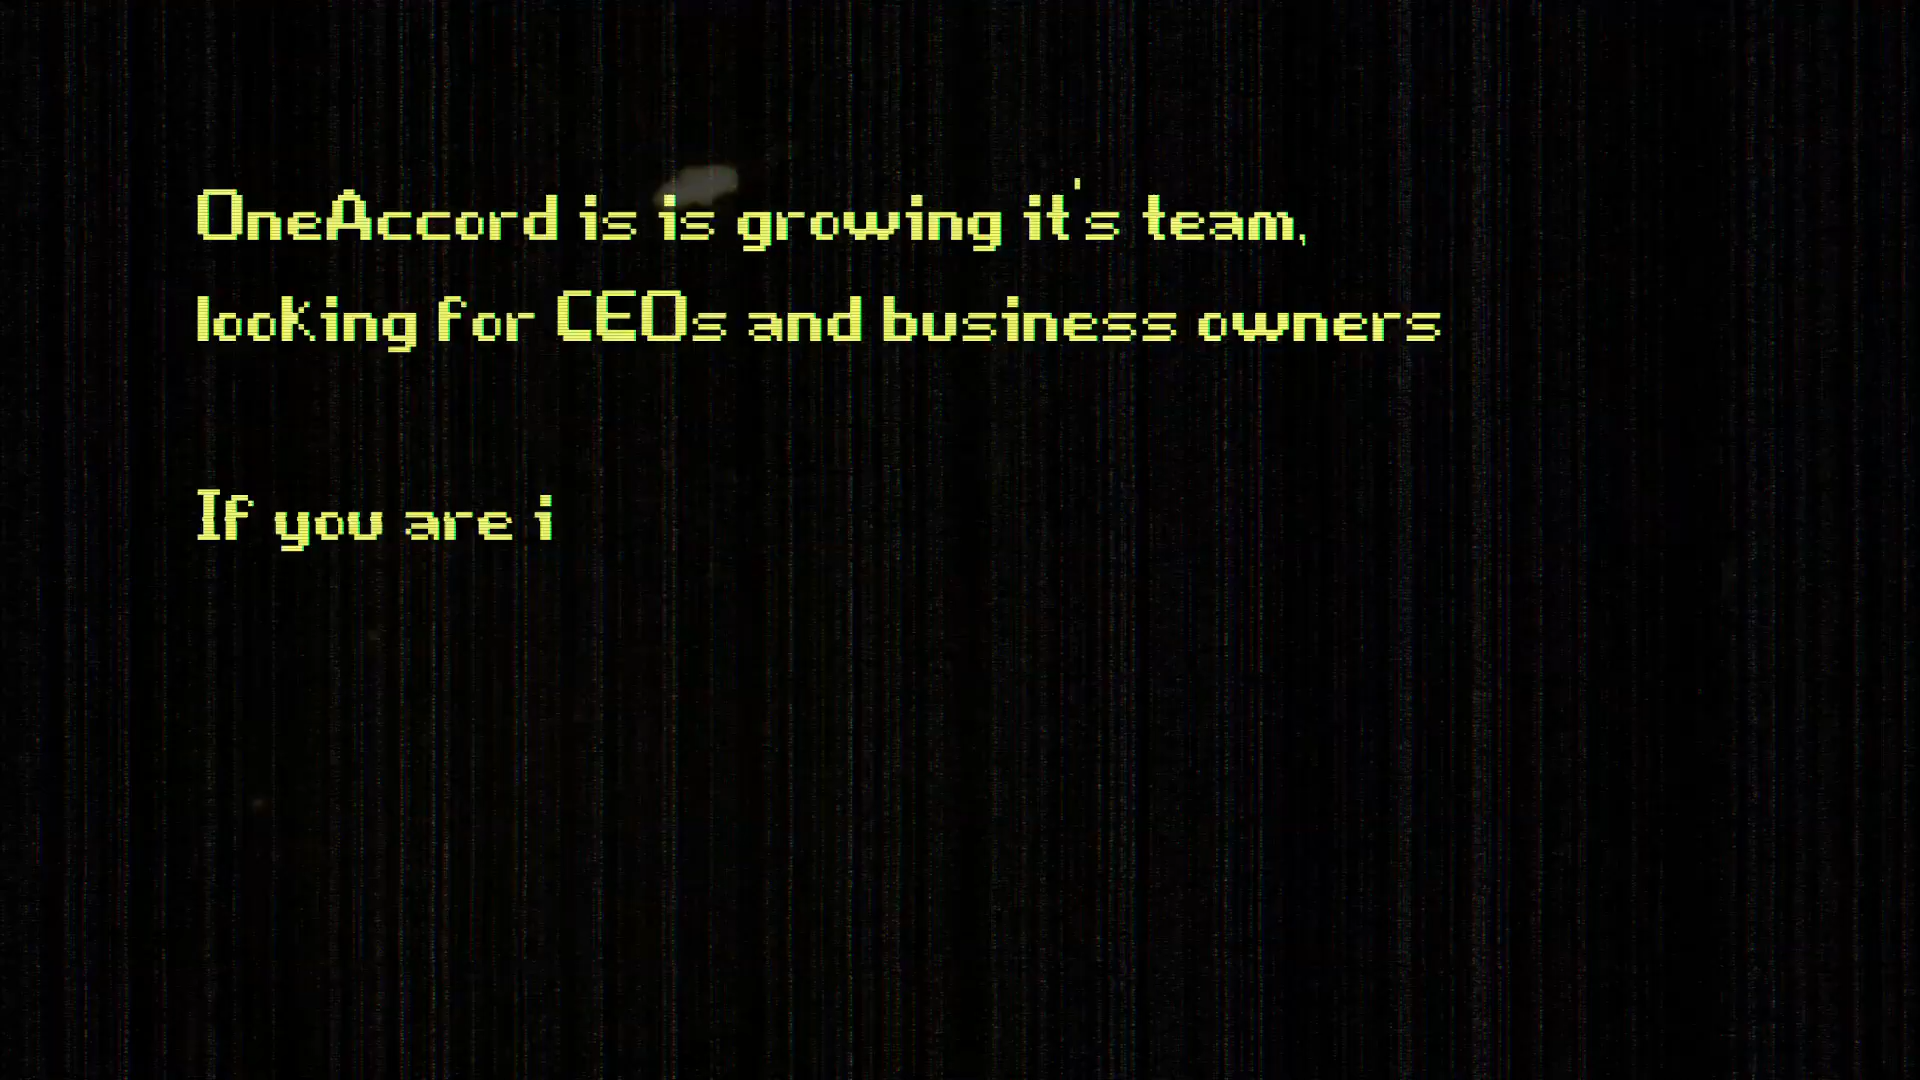 OneAccord is is growing it's team,
looking for CEOs and business owners
If you are i